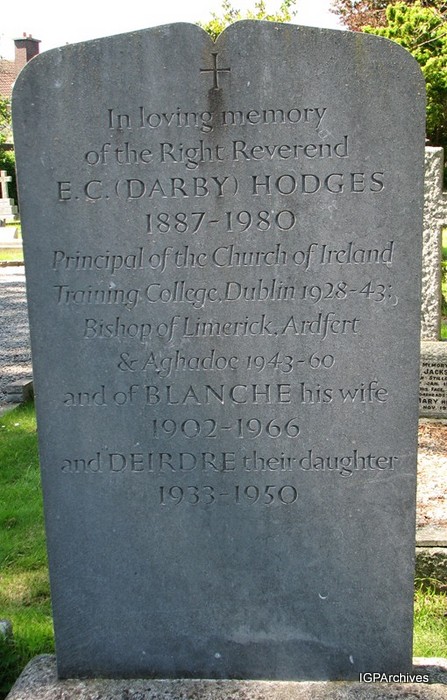 In loving memory
of the Right Reverend
E.C. (DARBY) HODGES
1887-1980
Principal of the Church of Ireland
Training College, Dublin 1928-43;
Bishop of Limerick, Ardfert
& Aghadoe 1943-60
and of BLANCHE his wife
1902-1966
and DEIRDRE their daughter
1933-1950
MEMORY
JACKS
IGPArchives